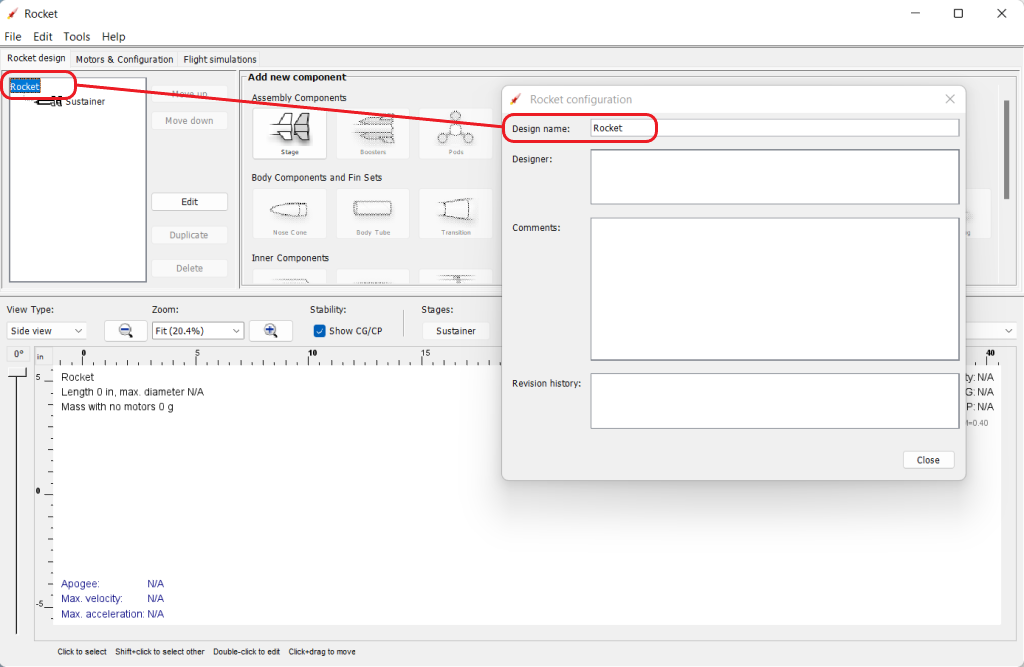 Rocket
File Edit Tools Help
Rocket design Motors & Configuration Flight simulations
Rocket
Sustainer
Move up
Move down
Edit
Duplicate
Delete
Add new component
Assembly Components
Stage Boosters Pods
Body Components and Fin Sets
Nose Cone Body Tube Transition
Inner Components
Rocket configuration
Design name: Rocket
Designer:
Comments:
Revision history:
Close
View Type: Zoom: Stability: Stages:
Side view Fit (20.4%) Show CG/CP Sustainer
0° in 0 5 10 15 40
5
0
-5
Rocket
Length 0 in, max. diameter N/A
Mass with no motors 0 g
ty: N/A
G: N/A
P: N/A
=0.40
Apogee: N/A
Max. velocity: N/A
Max. acceleration: N/A
Click to select Shift+click to select other Double-click to edit Click+drag to move